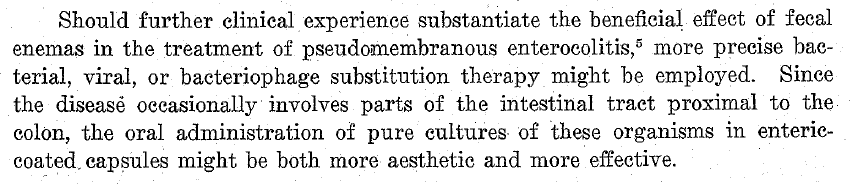 Should further clinical experience substantiate the beneficial effect of fecal
enemas in the treatment of pseudomembranous enterocolitis,⁵ more precise bac-
terial, viral, or bacteriophage substitution therapy might be employed. Since
the disease occasionally involves parts of the intestinal tract proximal to the
colon, the oral administration of pure cultures of these organisms in enteric-
coated capsules might be both more aesthetic and more effective.